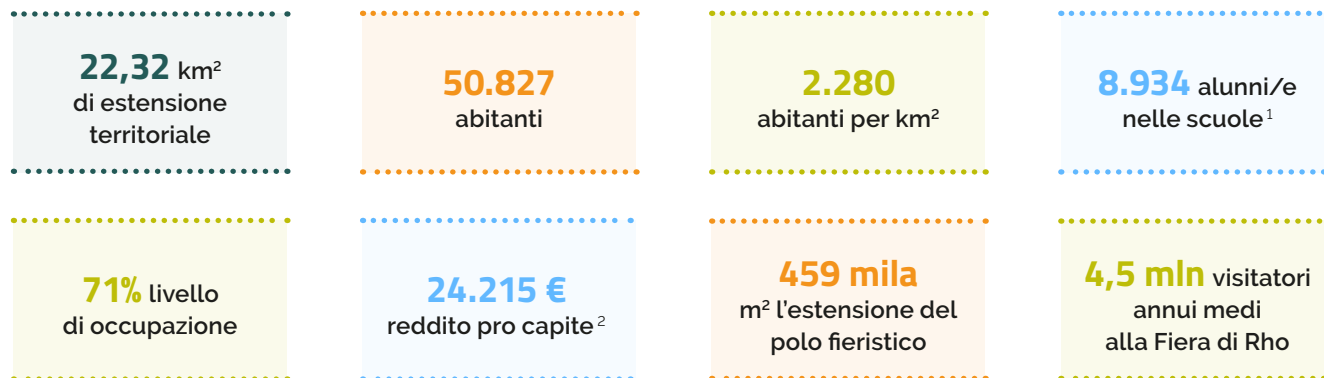 22,32 km²
di estensione
territoriale
50.827
abitanti
2.280
abitanti per km²
8.934 alunni/e
nelle scuole¹
71% livello
di occupazione
24.215 €
reddito pro capite²
459 mila
m² l'estensione del
polo fieristico
4,5 mln visitatori
annui medi
alla Fiera di Rho